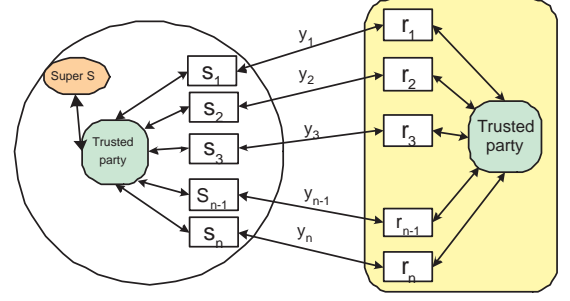 Super S
Trusted
party
s1
s2
s3
Sn-1
sn
y1
y2
y3
yn-1
yn
r1
r2
r3
rn-1
rn
Trusted
party